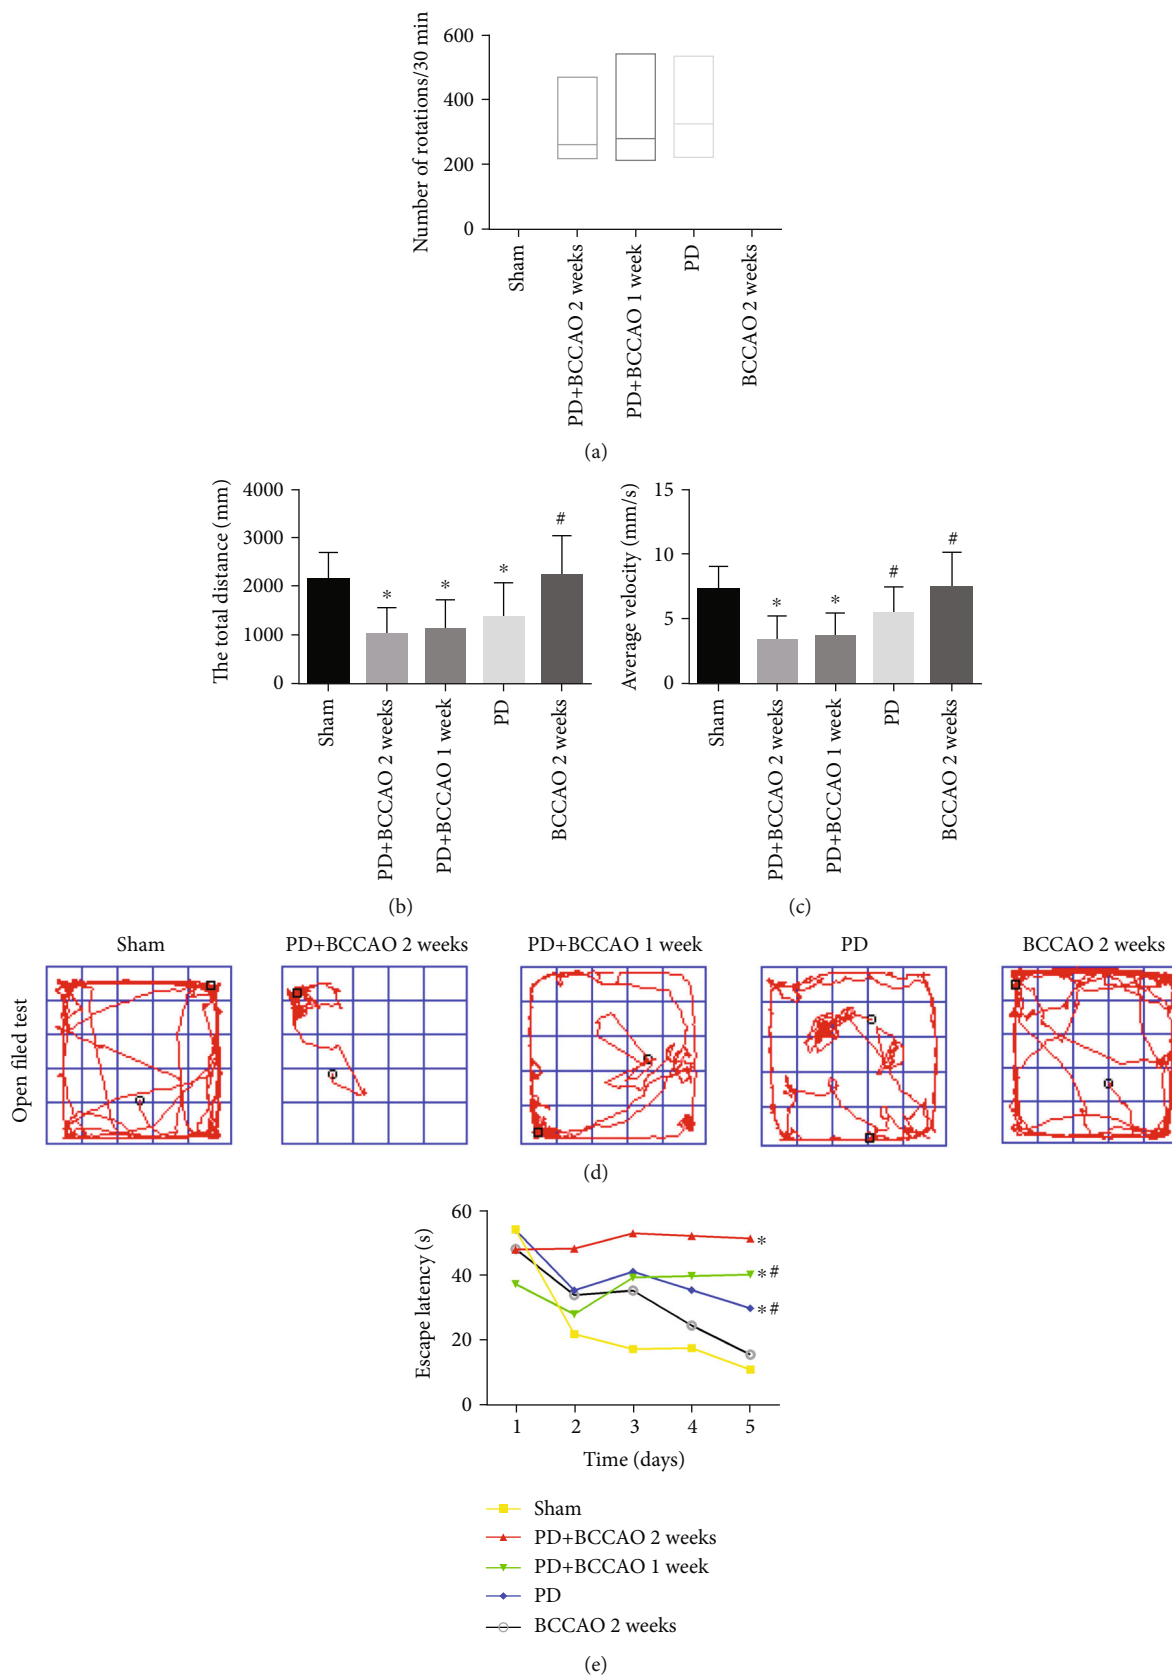 Number of rotations/30 min
600
400
200
0
Sham
PD+BCCAO 2 weeks
PD+BCCAO 1 week
PD
BCCAO 2 weeks
(a)
The total distance (mm)
4000
3000
2000
1000
0
*
*
*
#
Sham
PD+BCCAO 2 weeks
PD+BCCAO 1 week
PD
BCCAO 2 weeks
(b)
Average velocity (mm/s)
15
10
5
0
*
*
#
#
Sham
PD+BCCAO 2 weeks
PD+BCCAO 1 week
PD
BCCAO 2 weeks
(c)
Open filed test
Sham
PD+BCCAO 2 weeks
PD+BCCAO 1 week
PD
BCCAO 2 weeks
(d)
Escape latency (s)
60
40
20
0
*
*#
*#
1 2 3 4 5
Time (days)
Sham
PD+BCCAO 2 weeks
PD+BCCAO 1 week
PD
BCCAO 2 weeks
(e)